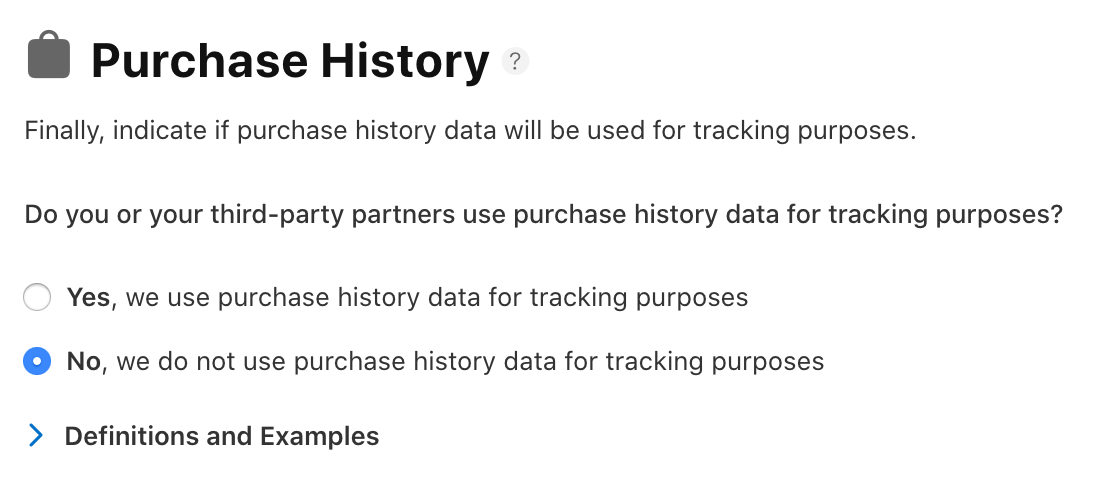 Purchase History ?
Finally, indicate if purchase history data will be used for tracking purposes.
Do you or your third-party partners use purchase history data for tracking purposes?
Yes, we use purchase history data for tracking purposes
No, we do not use purchase history data for tracking purposes
Definitions and Examples